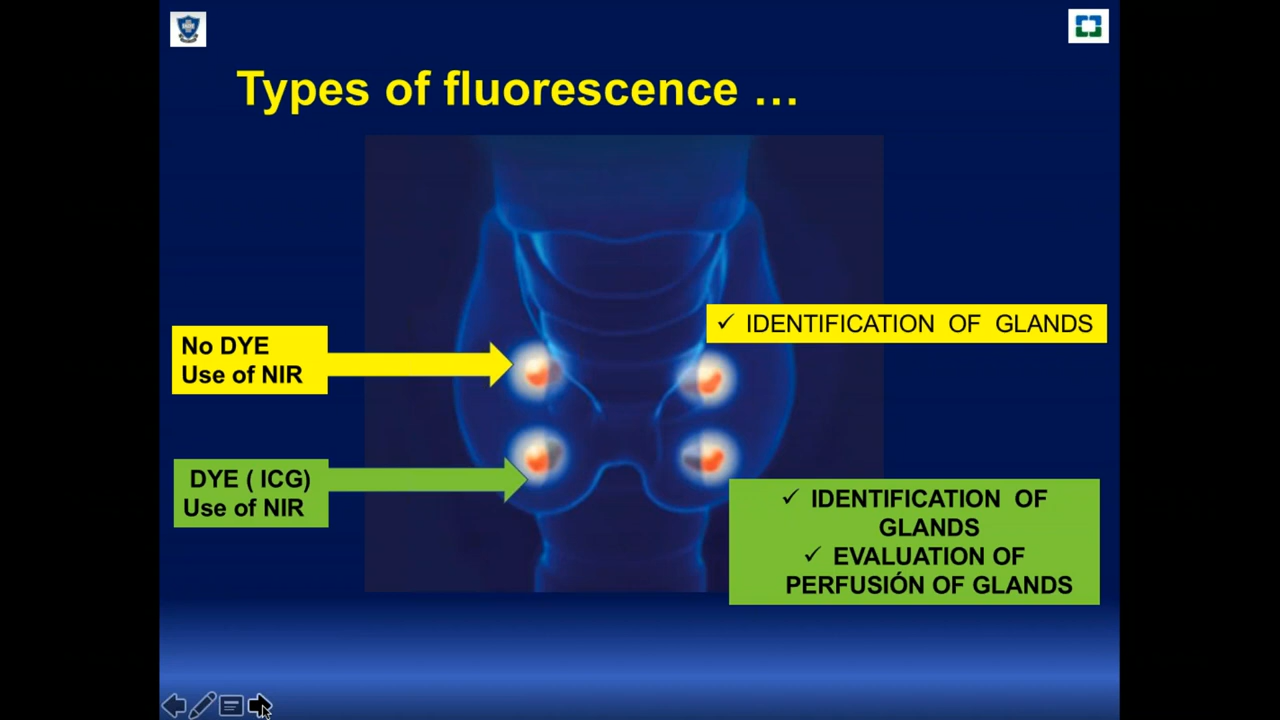 Types of fluorescence ...
No DYE
Use of NIR
✓ IDENTIFICATION OF GLANDS
DYE ( ICG)
Use of NIR
✓ IDENTIFICATION OF
GLANDS
✓ EVALUATION OF
PERFUSIÓN OF GLANDS